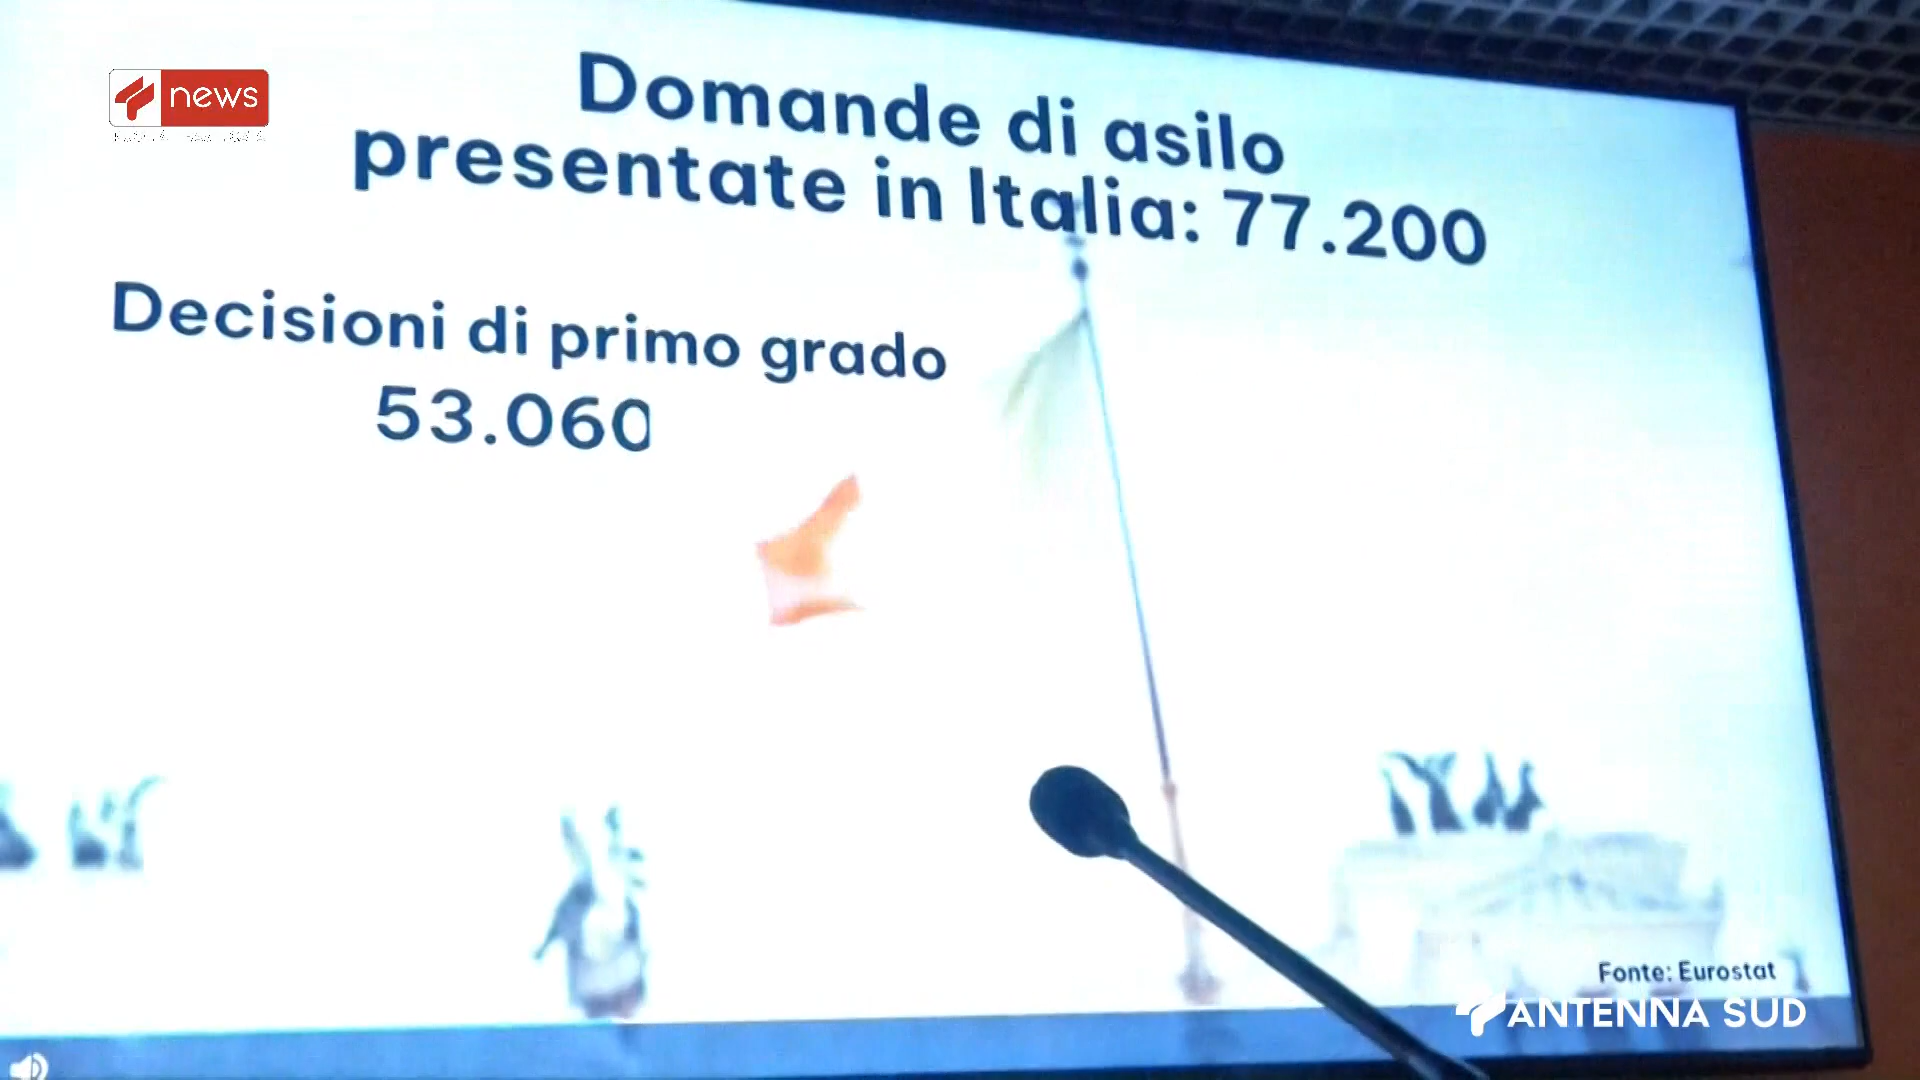 news
Domande di asilo
presentate in Italia: 77.200
Decisioni di primo grado
53.060
Fonte: Eurostat
ANTENNA SUD